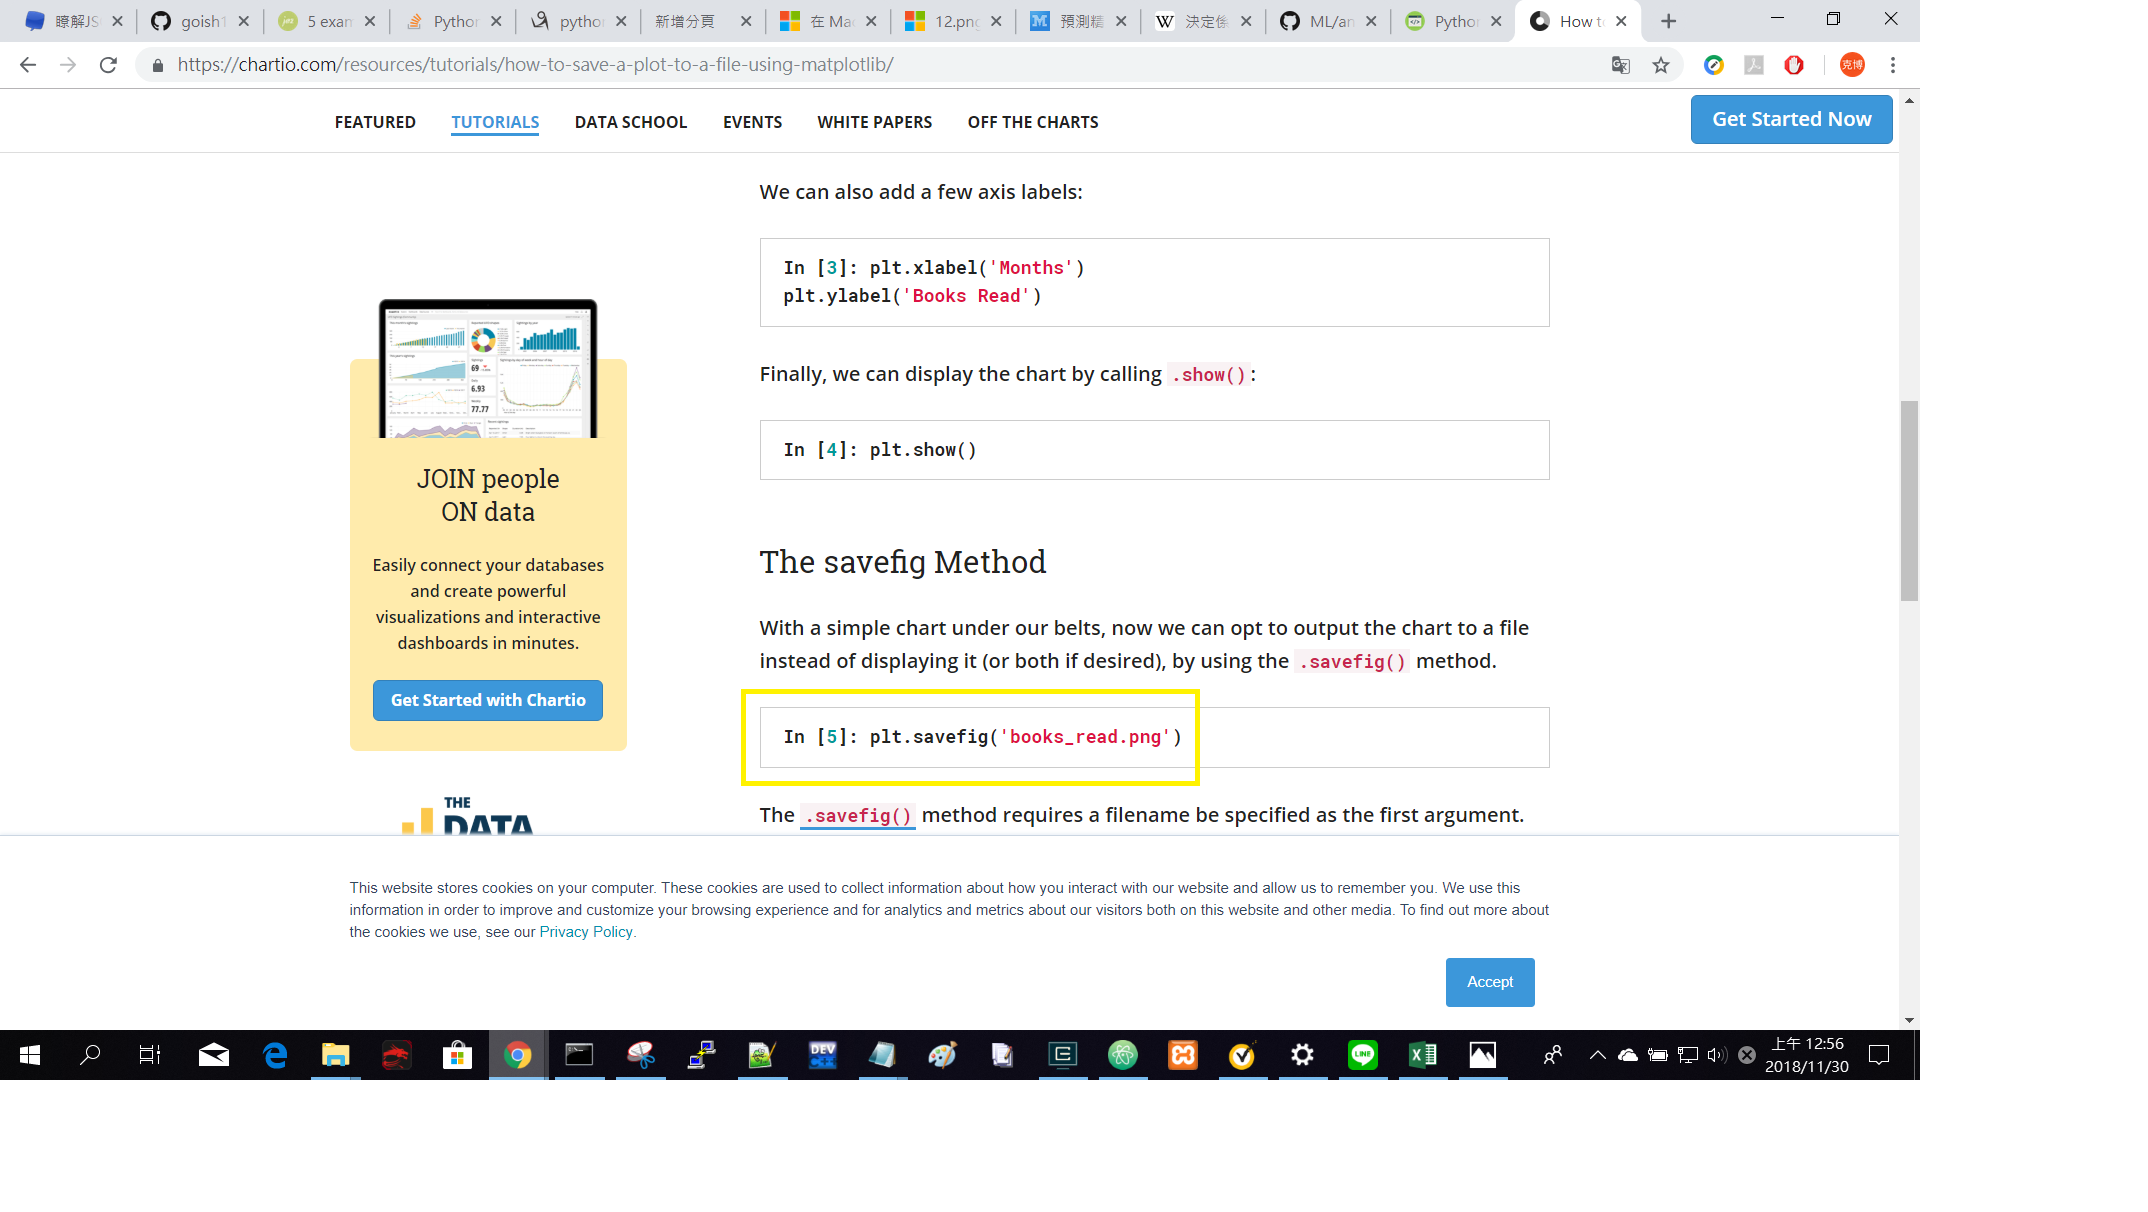 瞭解JS
goish1
5 exam
Python
python
新增分頁
在 Mac
12.png
預測精
決定係
ML/an
Python
How to
https://chartio.com/resources/tutorials/how-to-save-a-plot-to-a-file-using-matplotlib/
克博
FEATURED
TUTORIALS
DATA SCHOOL
EVENTS
WHITE PAPERS
OFF THE CHARTS
Get Started Now
We can also add a few axis labels:
In [3]: plt.xlabel('Months')
plt.ylabel('Books Read')
Finally, we can display the chart by calling .show():
In [4]: plt.show()
69
6.93
77.77
JOIN people
ON data
Easily connect your databases
and create powerful
visualizations and interactive
dashboards in minutes.
Get Started with Chartio
THE
DATA
The savefig Method
With a simple chart under our belts, now we can opt to output the chart to a file
instead of displaying it (or both if desired), by using the .savefig() method.
In [5]: plt.savefig('books_read.png')
The .savefig() method requires a filename be specified as the first argument.
This website stores cookies on your computer. These cookies are used to collect information about how you interact with our website and allow us to remember you. We use this
information in order to improve and customize your browsing experience and for analytics and metrics about our visitors both on this website and other media. To find out more about
the cookies we use, see our Privacy Policy.
Accept
DEV
LINE
上午 12:56
2018/11/30